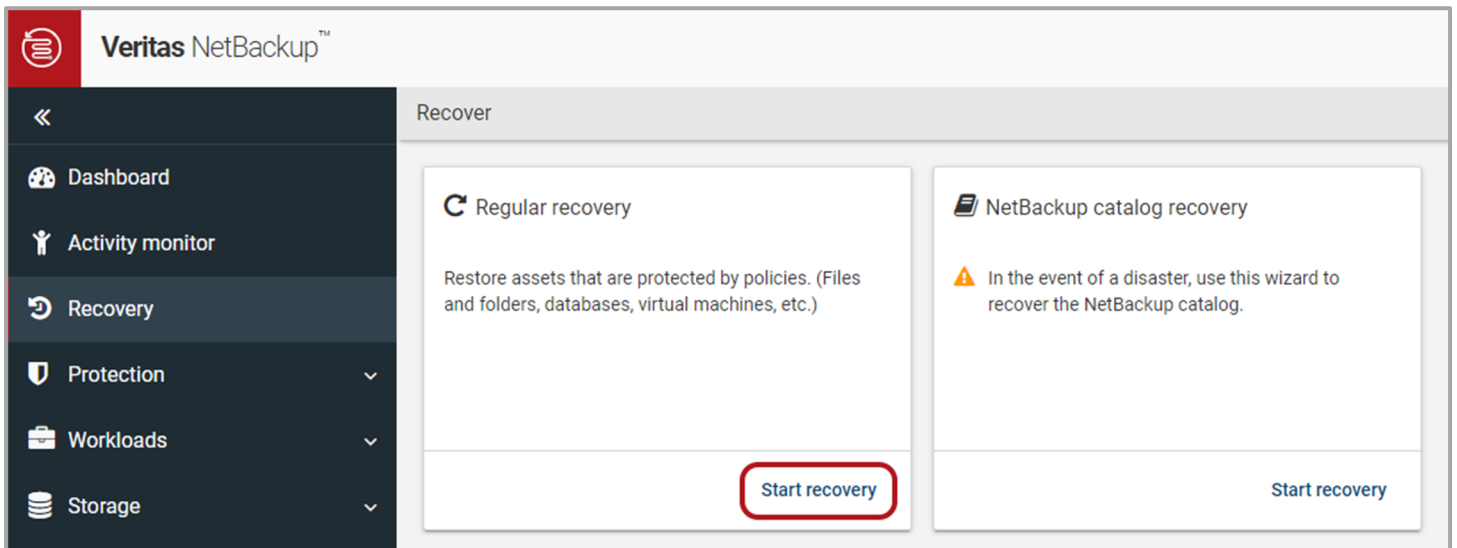 Veritas NetBackup™
Recover
Dashboard
Activity monitor
Recovery
Protection
Workloads
Storage
Regular recovery
Restore assets that are protected by policies. (Files
and folders, databases, virtual machines, etc.)
Start recovery
NetBackup catalog recovery
In the event of a disaster, use this wizard to
recover the NetBackup catalog.
Start recovery